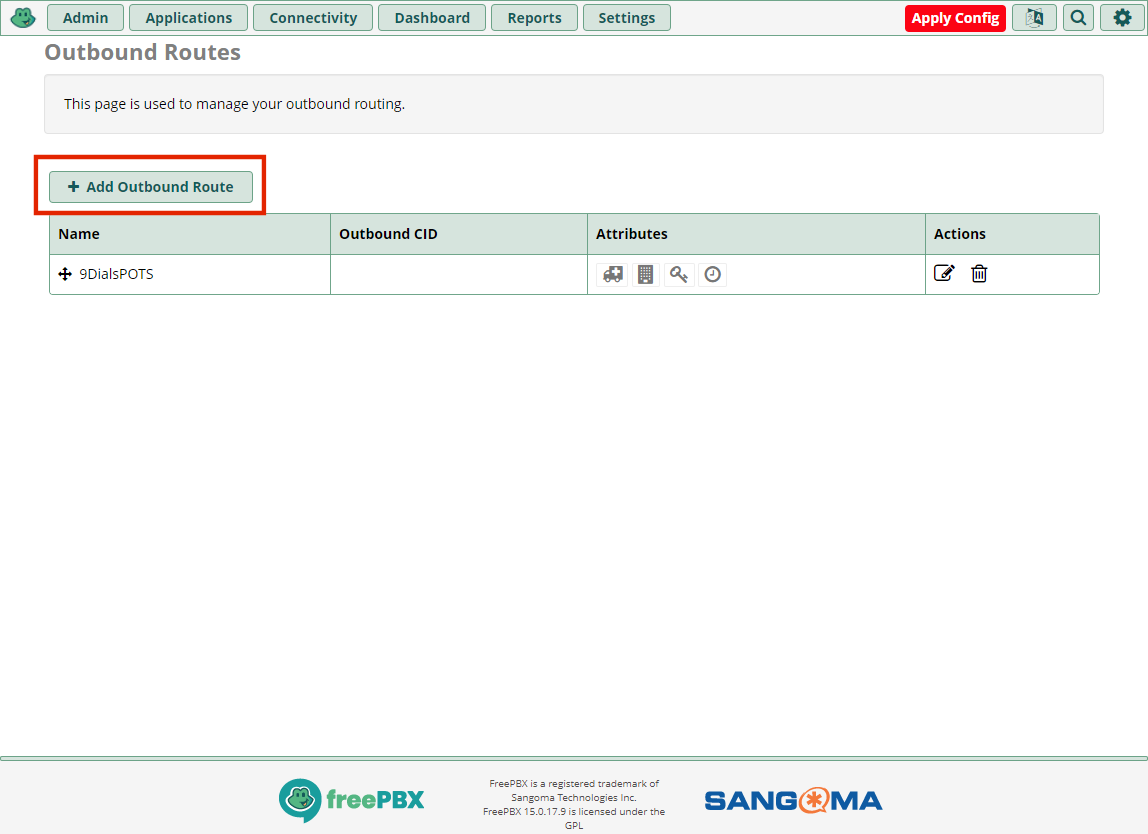 Admin Applications Connectivity Dashboard Reports Settings Apply Config
Outbound Routes
This page is used to manage your outbound routing.
+ Add Outbound Route
Name Outbound CID Attributes Actions
9DialsPOTS
freePBX
FreePBX is a registered trademark of
Sangoma Technologies Inc.
FreePBX 15.0.17.9 is licensed under the
GPL
SANGOMA